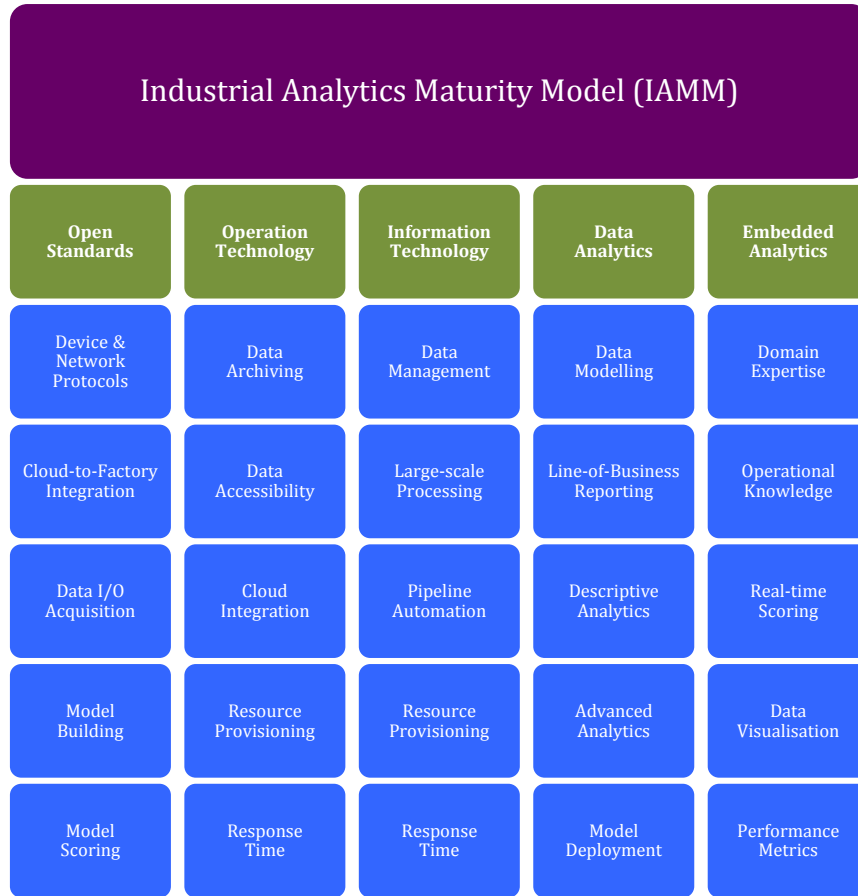 Industrial Analytics Maturity Model (IAMM)
Open
Standards
Operation
Technology
Information
Technology
Data
Analytics
Embedded
Analytics
Device &
Network
Protocols
Data
Archiving
Data
Management
Data
Modelling
Domain
Expertise
Cloud-to-Factory
Integration
Data
Accessibility
Large-scale
Processing
Line-of-Business
Reporting
Operational
Knowledge
Data I/O
Acquisition
Cloud
Integration
Pipeline
Automation
Descriptive
Analytics
Real-time
Scoring
Model
Building
Resource
Provisioning
Resource
Provisioning
Advanced
Analytics
Data
Visualisation
Model
Scoring
Response
Time
Response
Time
Model
Deployment
Performance
Metrics